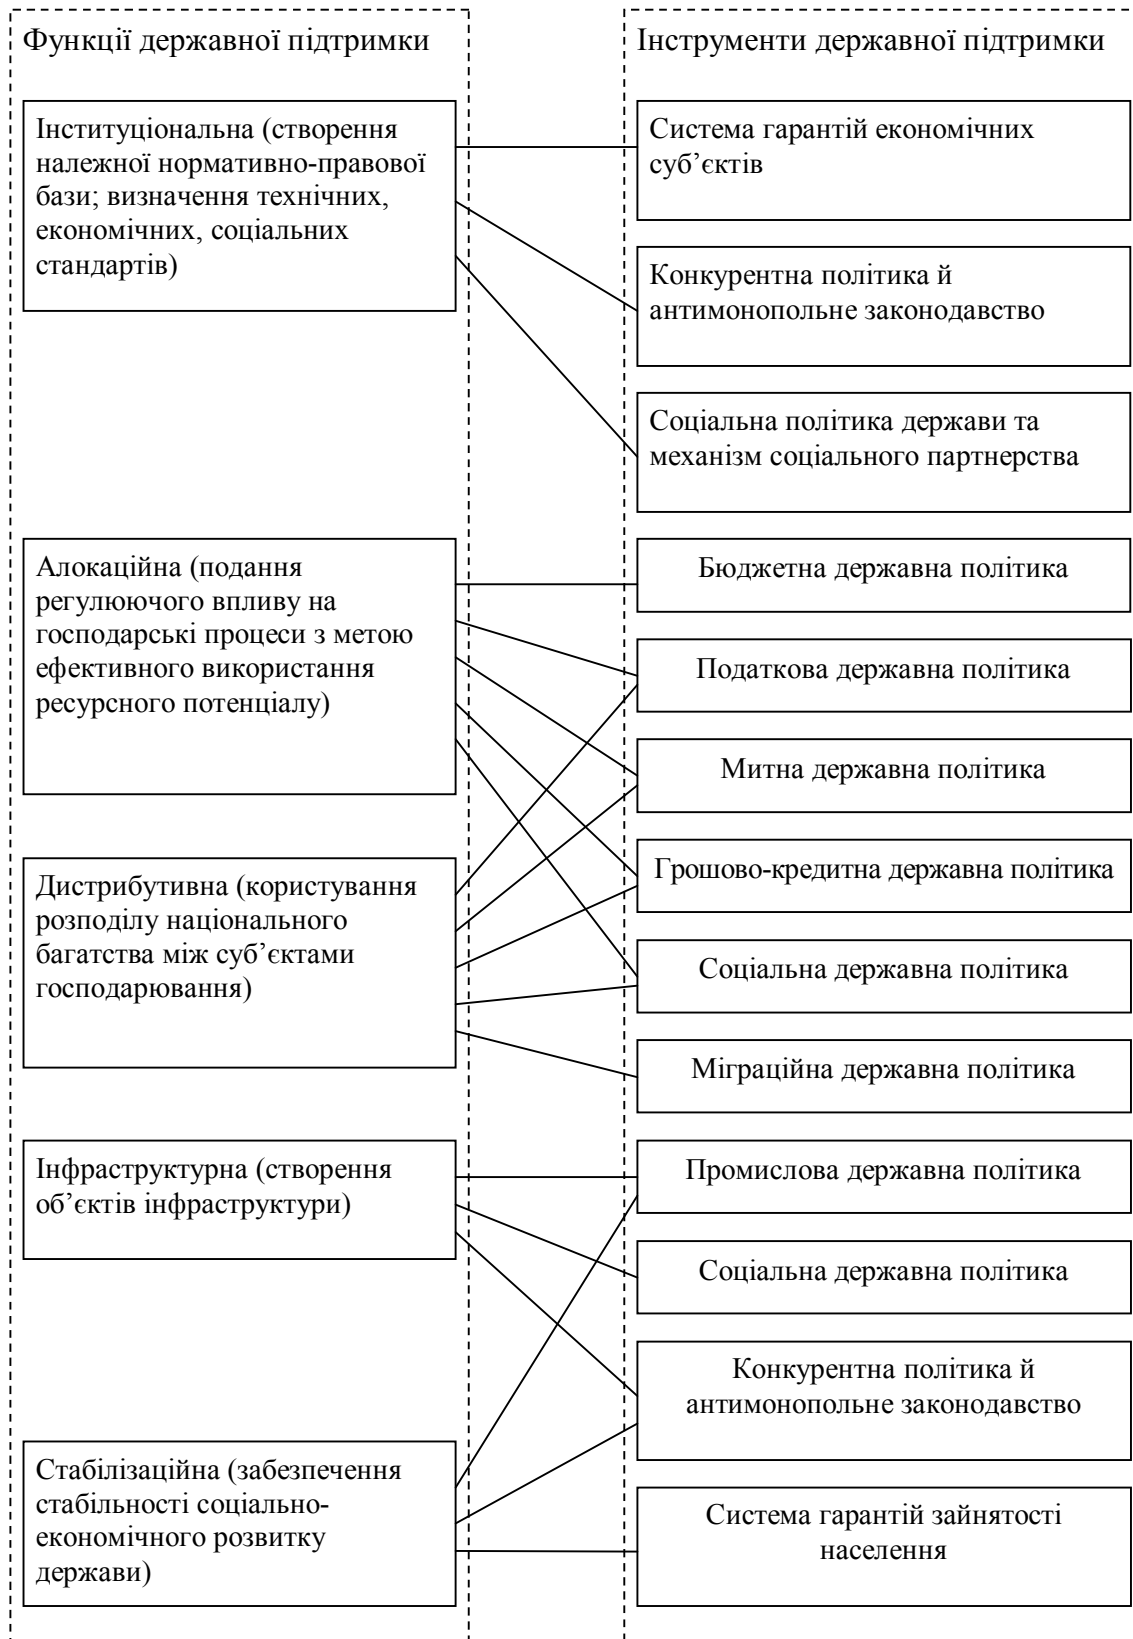 Функції державної підтримки
Інституціональна (створення
належної нормативно-правової
бази; визначення технічних,
економічних, соціальних
стандартів)
Алокаційна (подання
регулюючого впливу на
господарські процеси з метою
ефективного використання
ресурсного потенціалу)
Дистрибутивна (користування
розподілу національного
багатства між суб’єктами
господарювання)
Інфраструктурна (створення
об’єктів інфраструктури)
Стабілізаційна (забезпечення
стабільності соціально-
економічного розвитку
держави)
Інструменти державної підтримки
Система гарантій економічних
суб’єктів
Конкурентна політика й
антимонопольне законодавство
Соціальна політика держави та
механізм соціального партнерства
Бюджетна державна політика
Податкова державна політика
Митна державна політика
Грошово-кредитна державна політика
Соціальна державна політика
Міграційна державна політика
Промислова державна політика
Соціальна державна політика
Конкурентна політика й
антимонопольне законодавство
Система гарантій зайнятості
населення